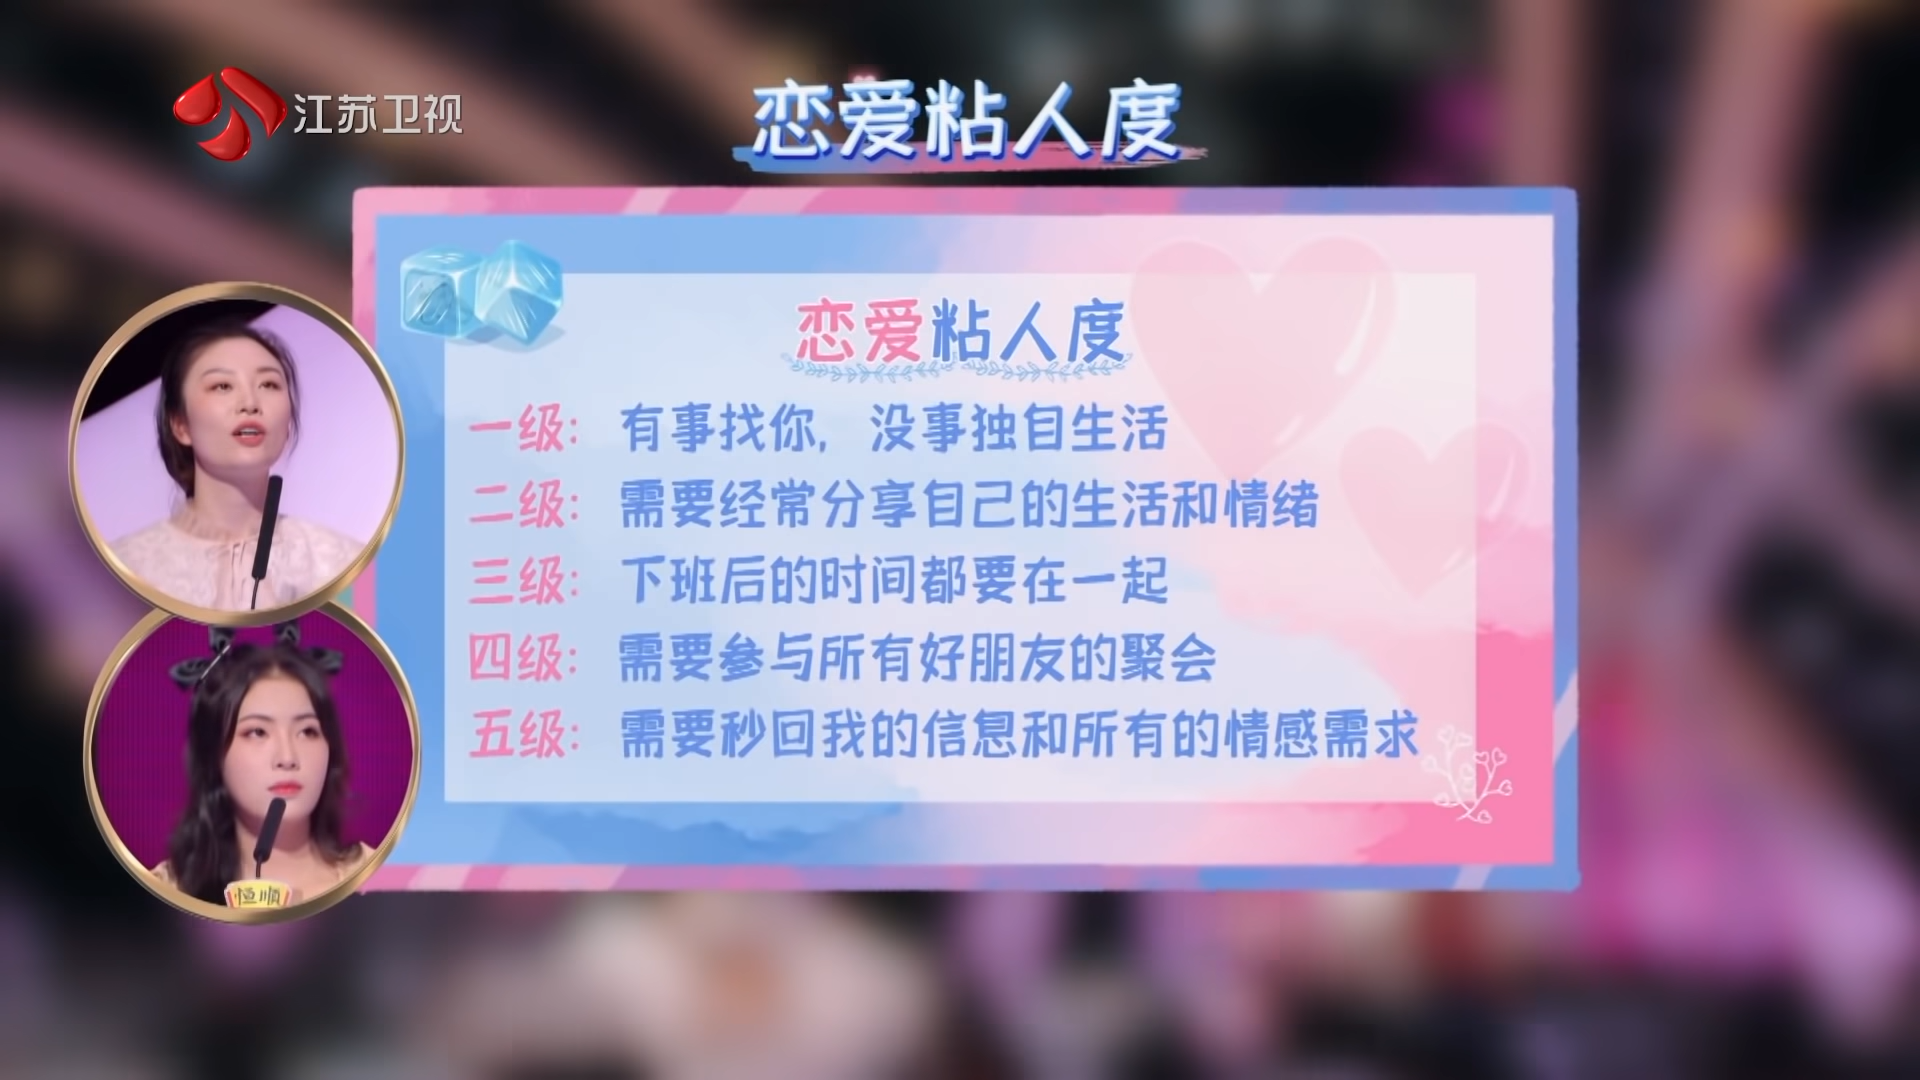 江苏卫视
恋爱粘人度
恋爱粘人度
一级: 有事找你, 没事独自生活
二级: 需要经常分享自己的生活和情绪
三级: 下班后的时间都要在一起
四级: 需要参与所有好朋友的聚会
五级: 需要秒回我的信息和所有的情感需求
恒顺